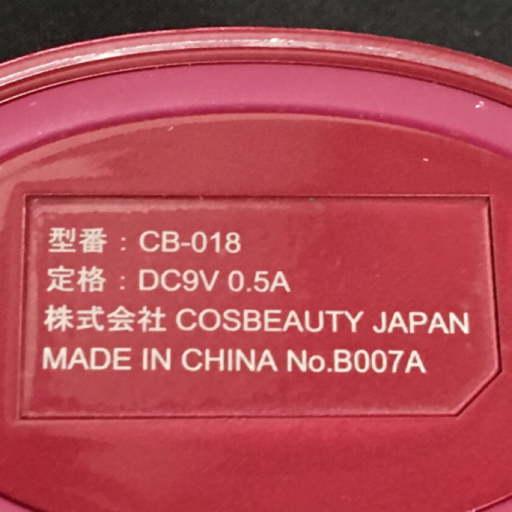 型番：CB-018
定格：DC9V 0.5A
株式会社 COSBEAUTY JAPAN
MADE IN CHINA No.B007A